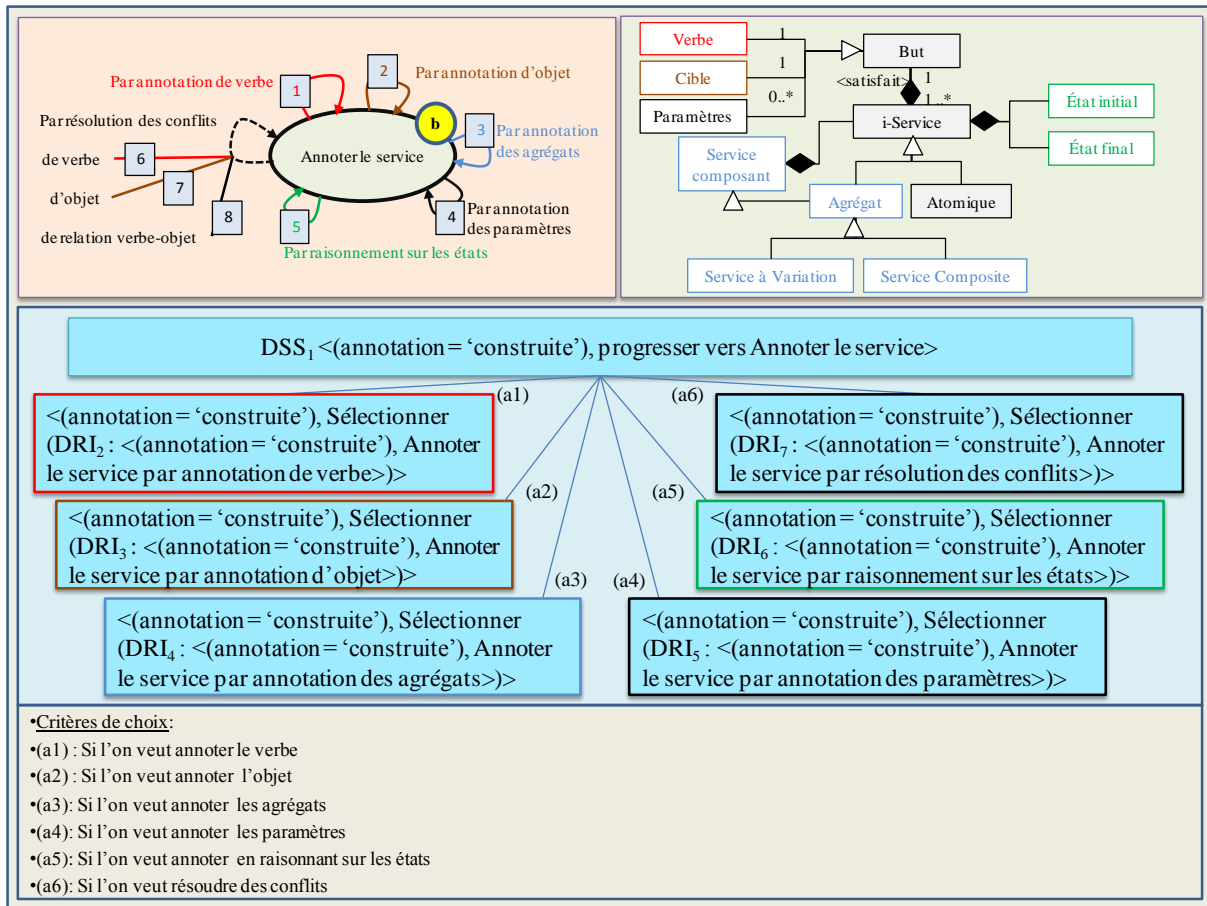 Par annotation de verbe
1
2
Par annotation d'objet
Par résolution des conflits
b
3
Par annotation
des agrégats
de verbe
6
Annoter le service
d'objet
7
8
de relation verbe-objet
5
4
Par annotation
des paramètres
Par raisonnement sur les états
Verbe
1
But
Cible
1
<satisfait>
1
Paramètres
0..*
1..*
i-Service
État initial
État final
Service
composant
Agrégat
Atomique
Service à Variation
Service Composite
DSS1 <(annotation = ‘construite’), progresser vers Annoter le service>
(a1)
(a6)
<(annotation = ‘construite’), Sélectionner
(DRI2 : <(annotation = ‘construite’), Annoter
le service par annotation de verbe>)>
<(annotation = ‘construite’), Sélectionner
(DRI7 : <(annotation = ‘construite’), Annoter
le service par résolution des conflits>)>
(a2)
(a5)
<(annotation = ‘construite’), Sélectionner
(DRI3 : <(annotation = ‘construite’), Annoter
le service par annotation d’objet>)>
<(annotation = ‘construite’), Sélectionner
(DRI6 : <(annotation = ‘construite’), Annoter
le service par raisonnement sur les états>)>
(a3)
(a4)
<(annotation = ‘construite’), Sélectionner
(DRI4 : <(annotation = ‘construite’), Annoter
le service par annotation des agrégats>)>
<(annotation = ‘construite’), Sélectionner
(DRI5 : <(annotation = ‘construite’), Annoter
le service par annotation des paramètres>)>
•Critères de choix:
•(a1) : Si l’on veut annoter le verbe
•(a2) : Si l’on veut annoter l’objet
•(a3): Si l’on veut annoter les agrégats
•(a4): Si l’on veut annoter les paramètres
•(a5): Si l’on veut annoter en raisonnant sur les états
•(a6): Si l’on veut résoudre des conflits